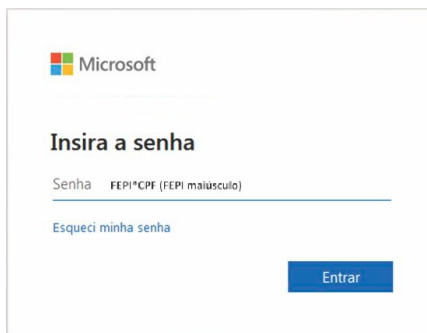 Microsoft
Insira a senha
Senha FEPI*CPF (FEPI maiúsculo)
Esqueci minha senha
Entrar